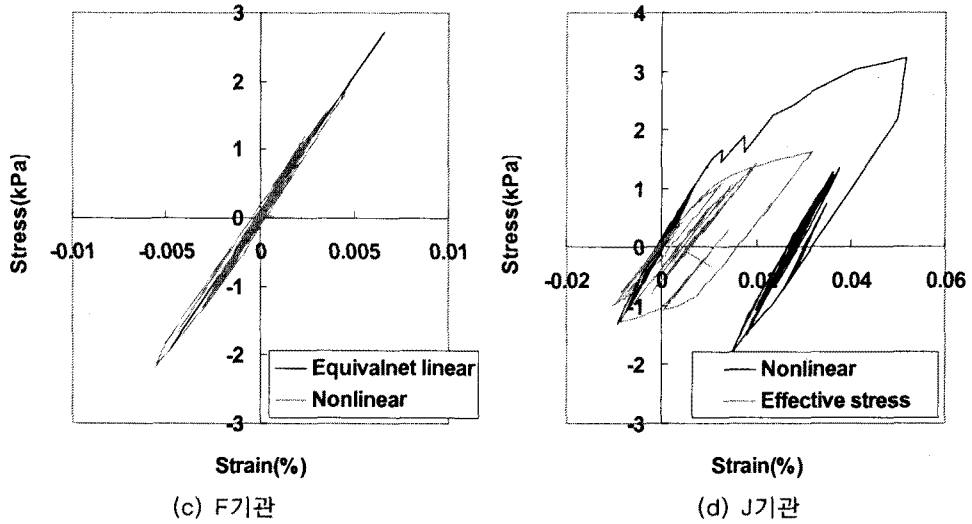 3
2
1
0
-1
-2
-3
-0.01
-0.005
0.005
0.01
Stress(kPa)
Strain(%)
Equivalnet linear
Nonlinear
(c) F기관
4
3
2
1
0
-1
-2
-3
-0.02
0
0.02
0.04
0.06
Stress(kPa)
Strain(%)
Nonlinear
Effective stress
(d) J기관